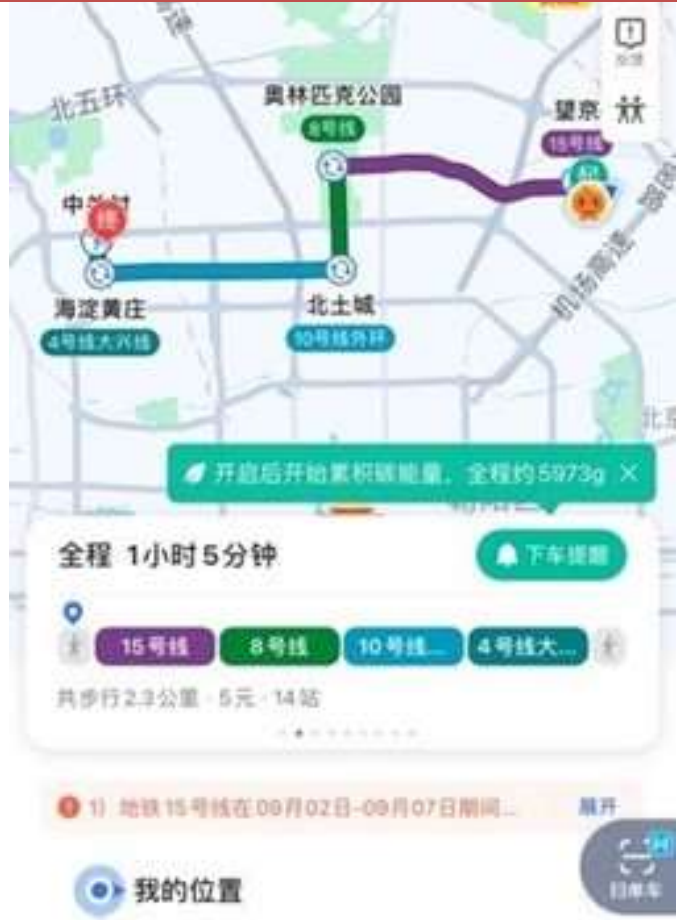 北五环
奥林匹克公园
8号线
望京
15号线
终
海淀黄庄
4号线大兴线
北土城
10号线外环
机场高速
开启后开始累积碳能量，全程约5973g
全程 1小时5分钟
下车提醒
15号线
8号线
10号线...
4号线大...
共步行2.3公里·5元·14站
1) 地铁15号线在09月02日-09月07日期间...
展开
我的位置
扫单车